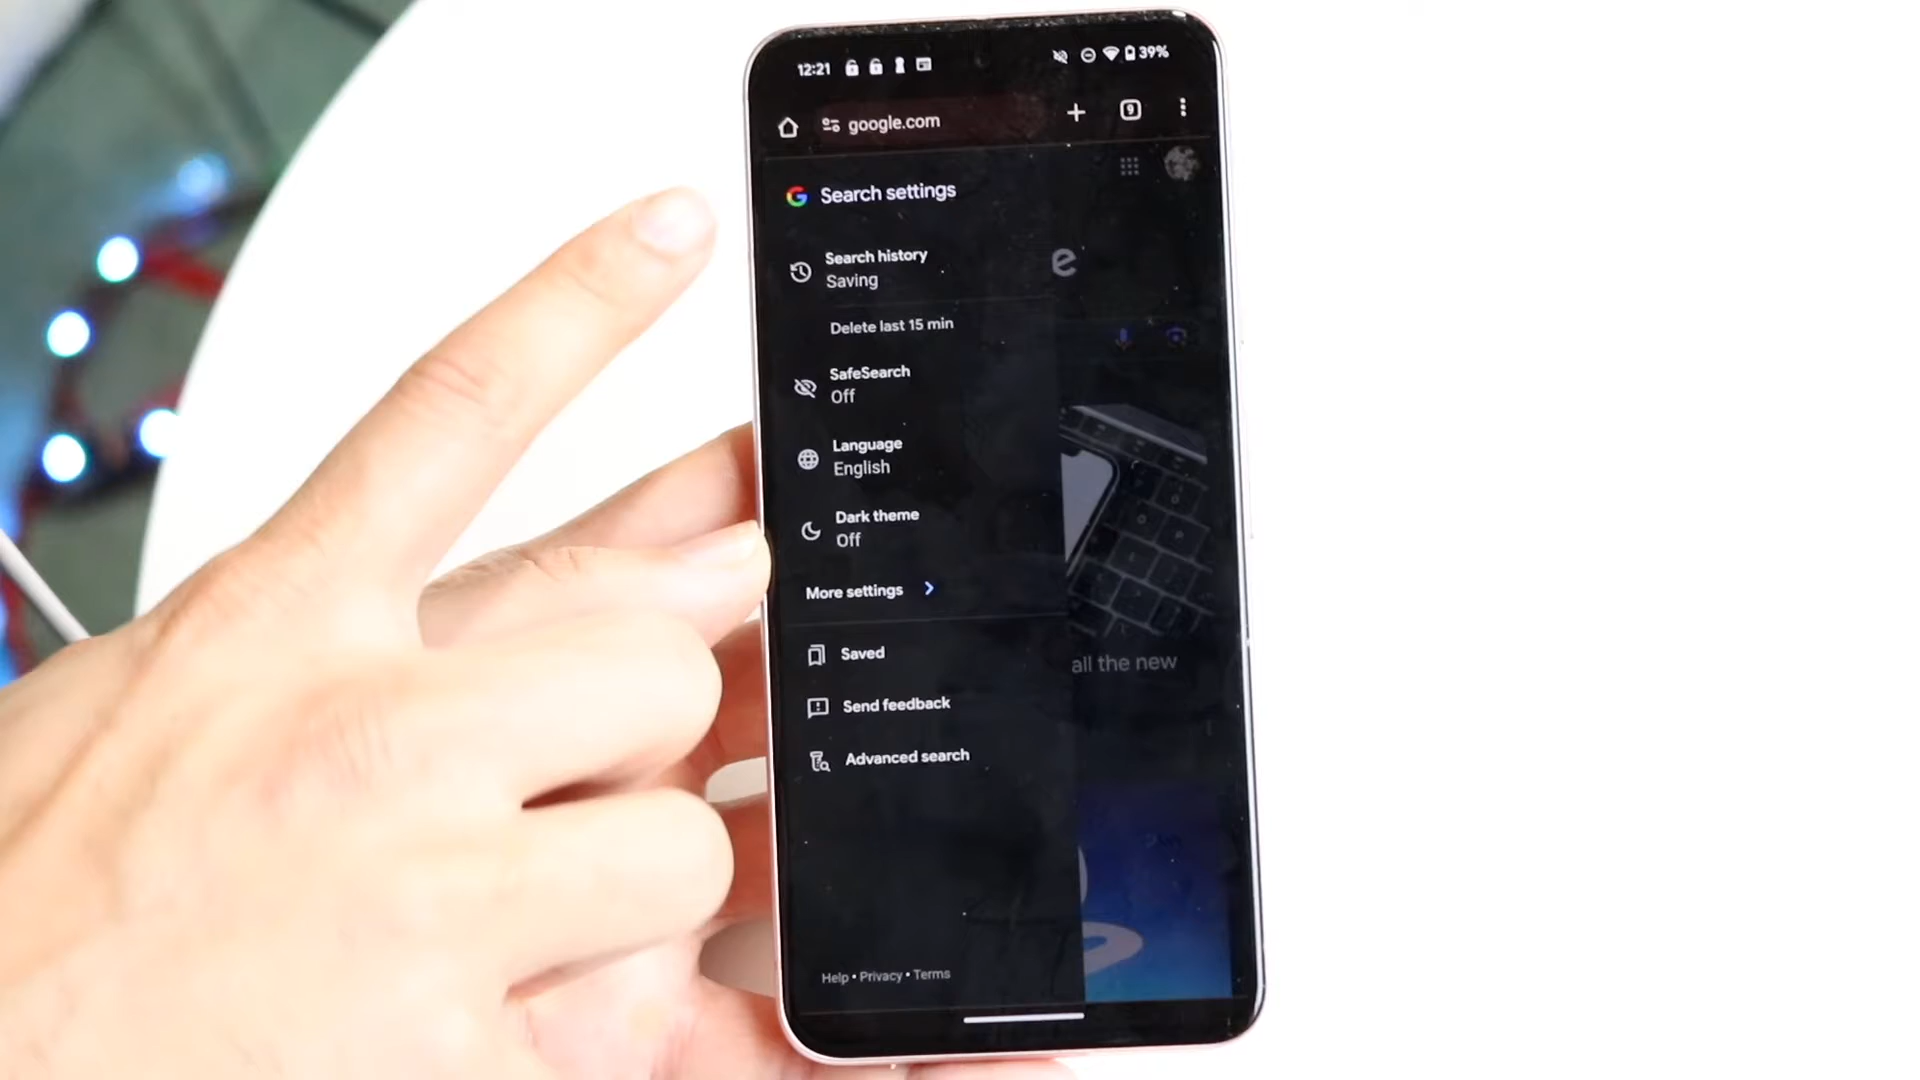 12:21 39%
google.com 9
Search settings
Search history
Saving
e
Delete last 15 min
SafeSearch
Off
Language
English
Dark theme
Off
More settings
Saved
all the new
Send feedback
Advanced search
Help • Privacy • Terms